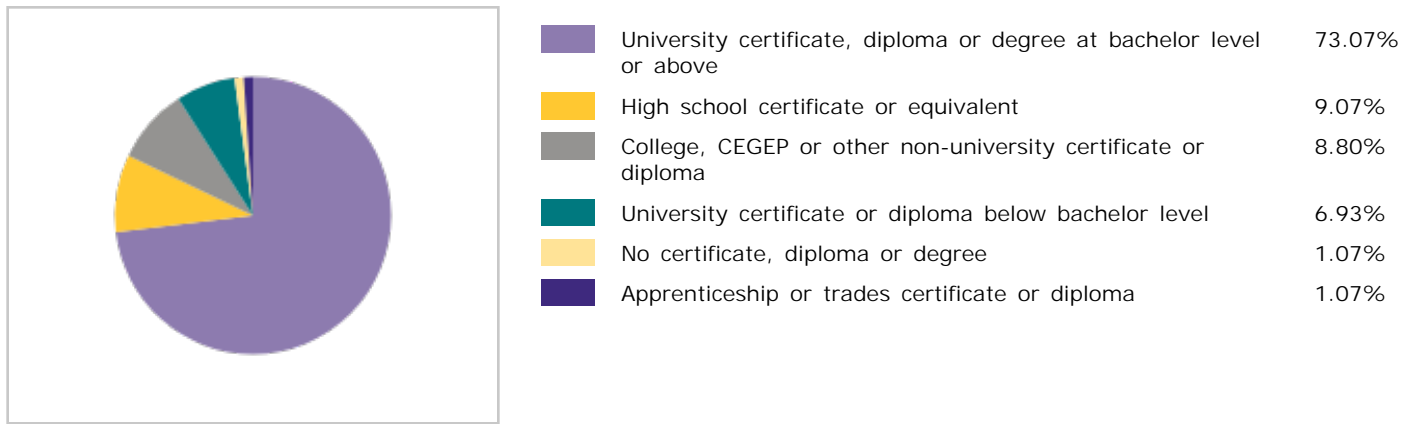 University certificate, diploma or degree at bachelor level 73.07%
or above
High school certificate or equivalent 9.07%
College, CEGEP or other non-university certificate or 8.80%
diploma
University certificate or diploma below bachelor level 6.93%
No certificate, diploma or degree 1.07%
Apprenticeship or trades certificate or diploma 1.07%